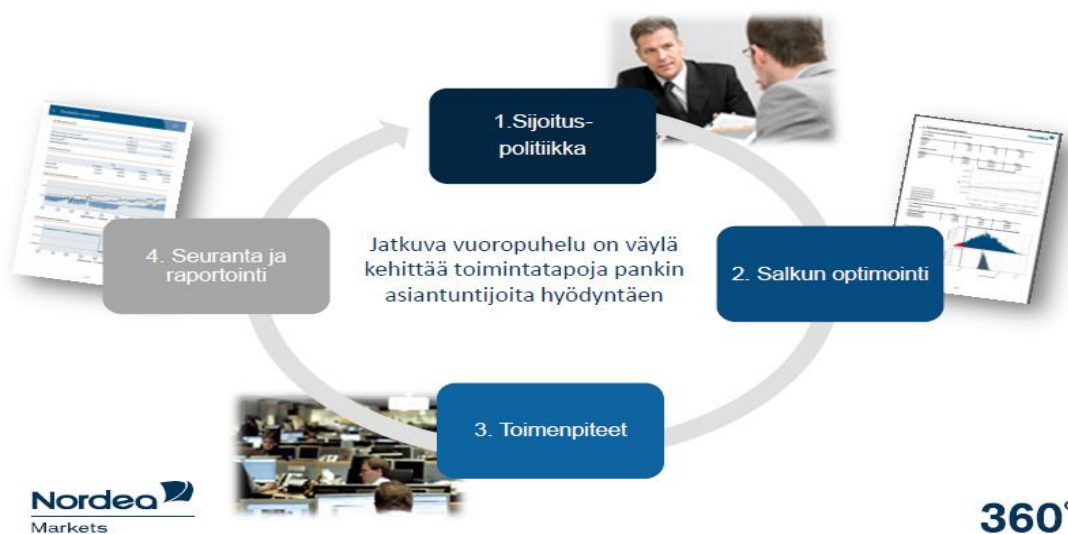 1.Sijoitus-
politiikka
4. Seuranta ja
raportointi
Jatkuva vuoropuhelu on väylä
kehittää toimintatapoja pankin
asiantuntijoita hyödyntäen
2. Salkun optimointi
3. Toimenpiteet
Nordea
Markets
360°